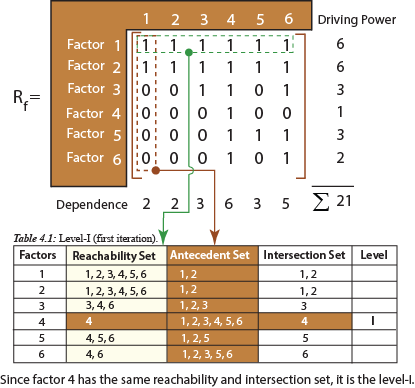 1 2 3 4 5 6 Driving Power
Factor 1 1 1 1 1 1 1 6
Factor 2 1 1 1 1 1 1 6
Factor 3 0 0 1 1 0 1 3
Factor 4 0 0 0 1 0 0 1
Factor 5 0 0 0 1 1 1 3
Factor 6 0 0 0 1 0 1 2
Rf=
Dependence 2 2 3 6 3 5 ∑ 21
Table 4.1: Level-I (first iteration).
Factors Reachability Set Antecedent Set Intersection Set Level
1 1, 2, 3, 4, 5, 6 1, 2 1, 2
2 1, 2, 3, 4, 5, 6 1, 2 1, 2
3 3, 4, 6 1, 2, 3 3
4 4 1, 2, 3, 4, 5, 6 4 I
5 4, 5, 6 1, 2, 5 5
6 4, 6 1, 2, 3, 5, 6 6
Since factor 4 has the same reachability and intersection set, it is the level-I.